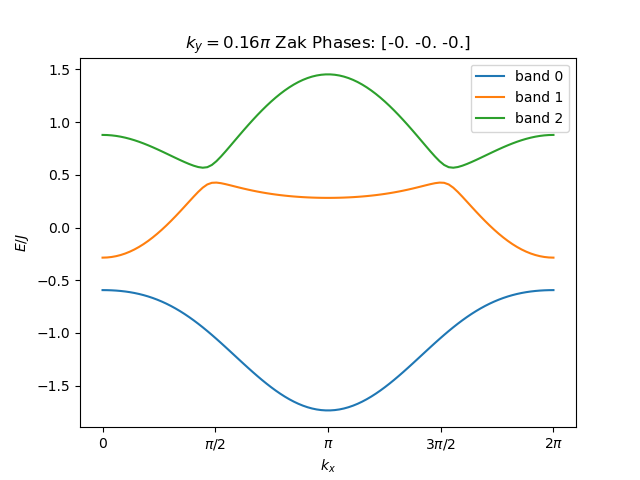 $k_y = 0.16\pi$ Zak Phases: [-0. -0. -0.]
band 0
band 1
band 2
1.5
1.0
0.5
0.0
−0.5
−1.0
−1.5
E/J
0
π/2
π
3π/2
2π
$k_x$